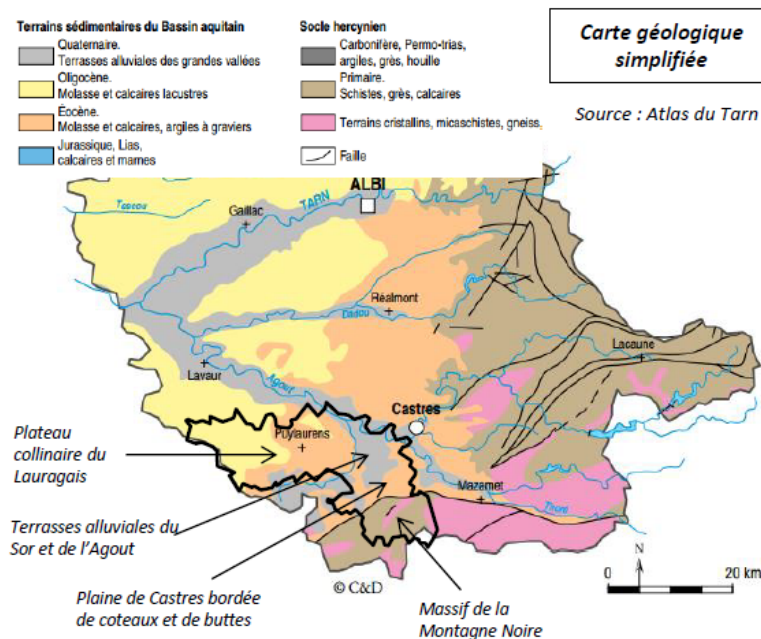 Terrains sédimentaires du Bassin aquitain
Quaternaire.
Terrasses alluviales des grandes vallées
Oligocène.
Molasse et calcaires lacustres
Éocène.
Molasse et calcaires, argiles à graviers
Jurassique, Lias,
calcaires et marnes
Socle hercynien
Carbonifère, Permo-trias,
argiles, grès, houille
Primaire.
Schistes, grès, calcaires
Terrains cristallins, micaschistes, gneiss,
Faille
Carte géologique
simplifiée
Source : Atlas du Tarn
ALBI
TARN
Gaillac
Tescou
Réalmont
Dadou
Lacaune
Lavaur
Agout
Castres
Puylaurens
Mazamet
Thoré
Plateau
collinaire du
Lauragais
Terrasses alluviales du
Sor et de l'Agout
Plaine de Castres bordée
de coteaux et de buttes
© C&D
Massif de la
Montagne Noire
N
0
20 km